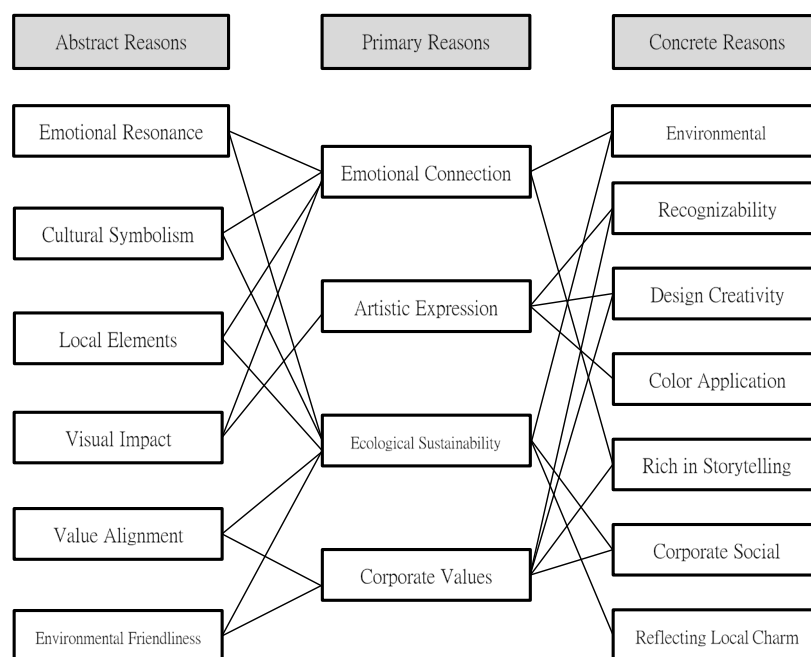 Abstract Reasons
Primary Reasons
Concrete Reasons
Emotional Resonance
Cultural Symbolism
Local Elements
Visual Impact
Value Alignment
Environmental Friendliness
Emotional Connection
Artistic Expression
Ecological Sustainability
Corporate Values
Environmental
Recognizability
Design Creativity
Color Application
Rich in Storytelling
Corporate Social
Reflecting Local Charm